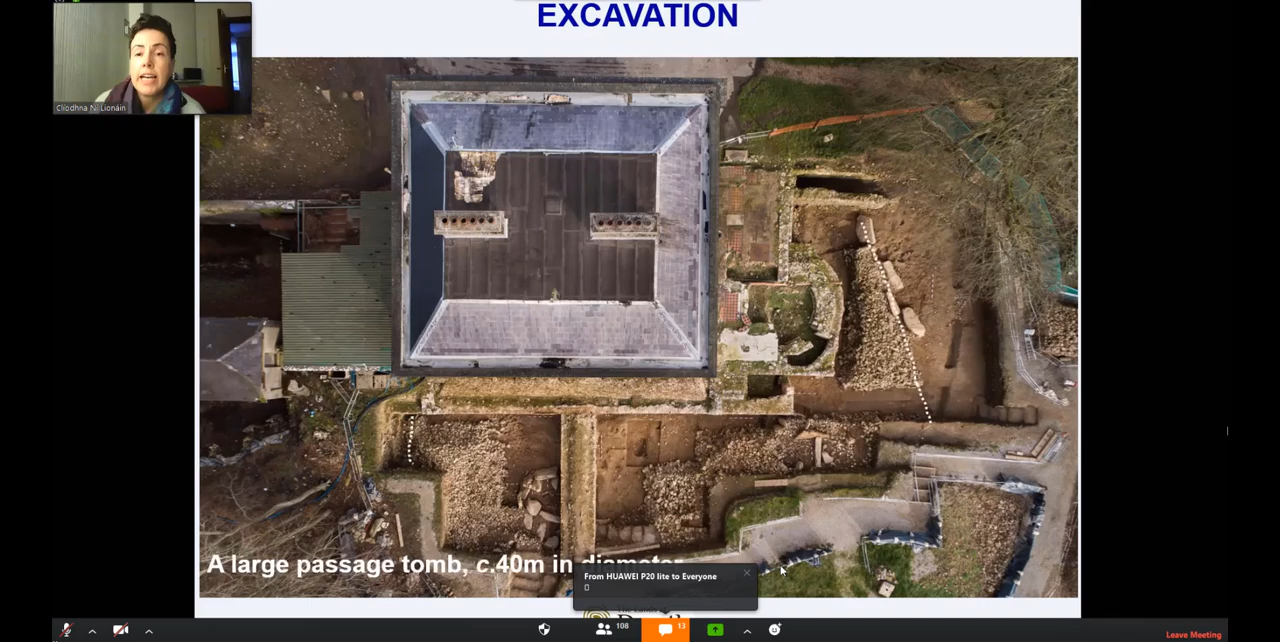 EXCAVATION
Clíodhna Ní Lionáin
A large passage tomb, c.40m in diameter
From HUAWEI P20 lite to Everyone
108
13
Leave Meeting